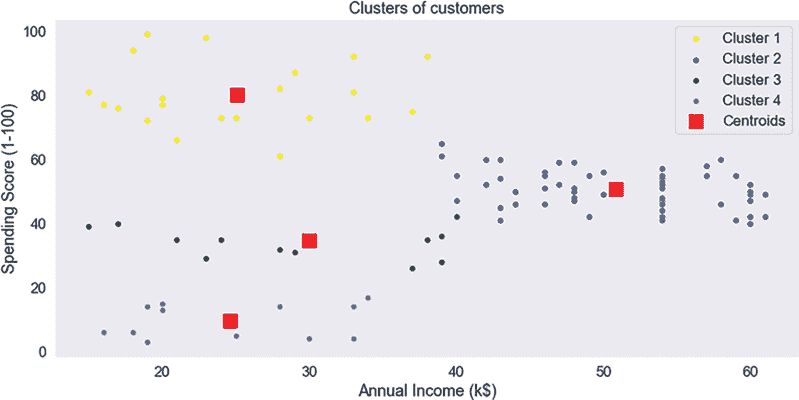 Clusters of customers
100
80
60
40
20
0
Spending Score (1-100)
Cluster 1
Cluster 2
Cluster 3
Cluster 4
Centroids
20 30 40 50 60
Annual Income (k$)